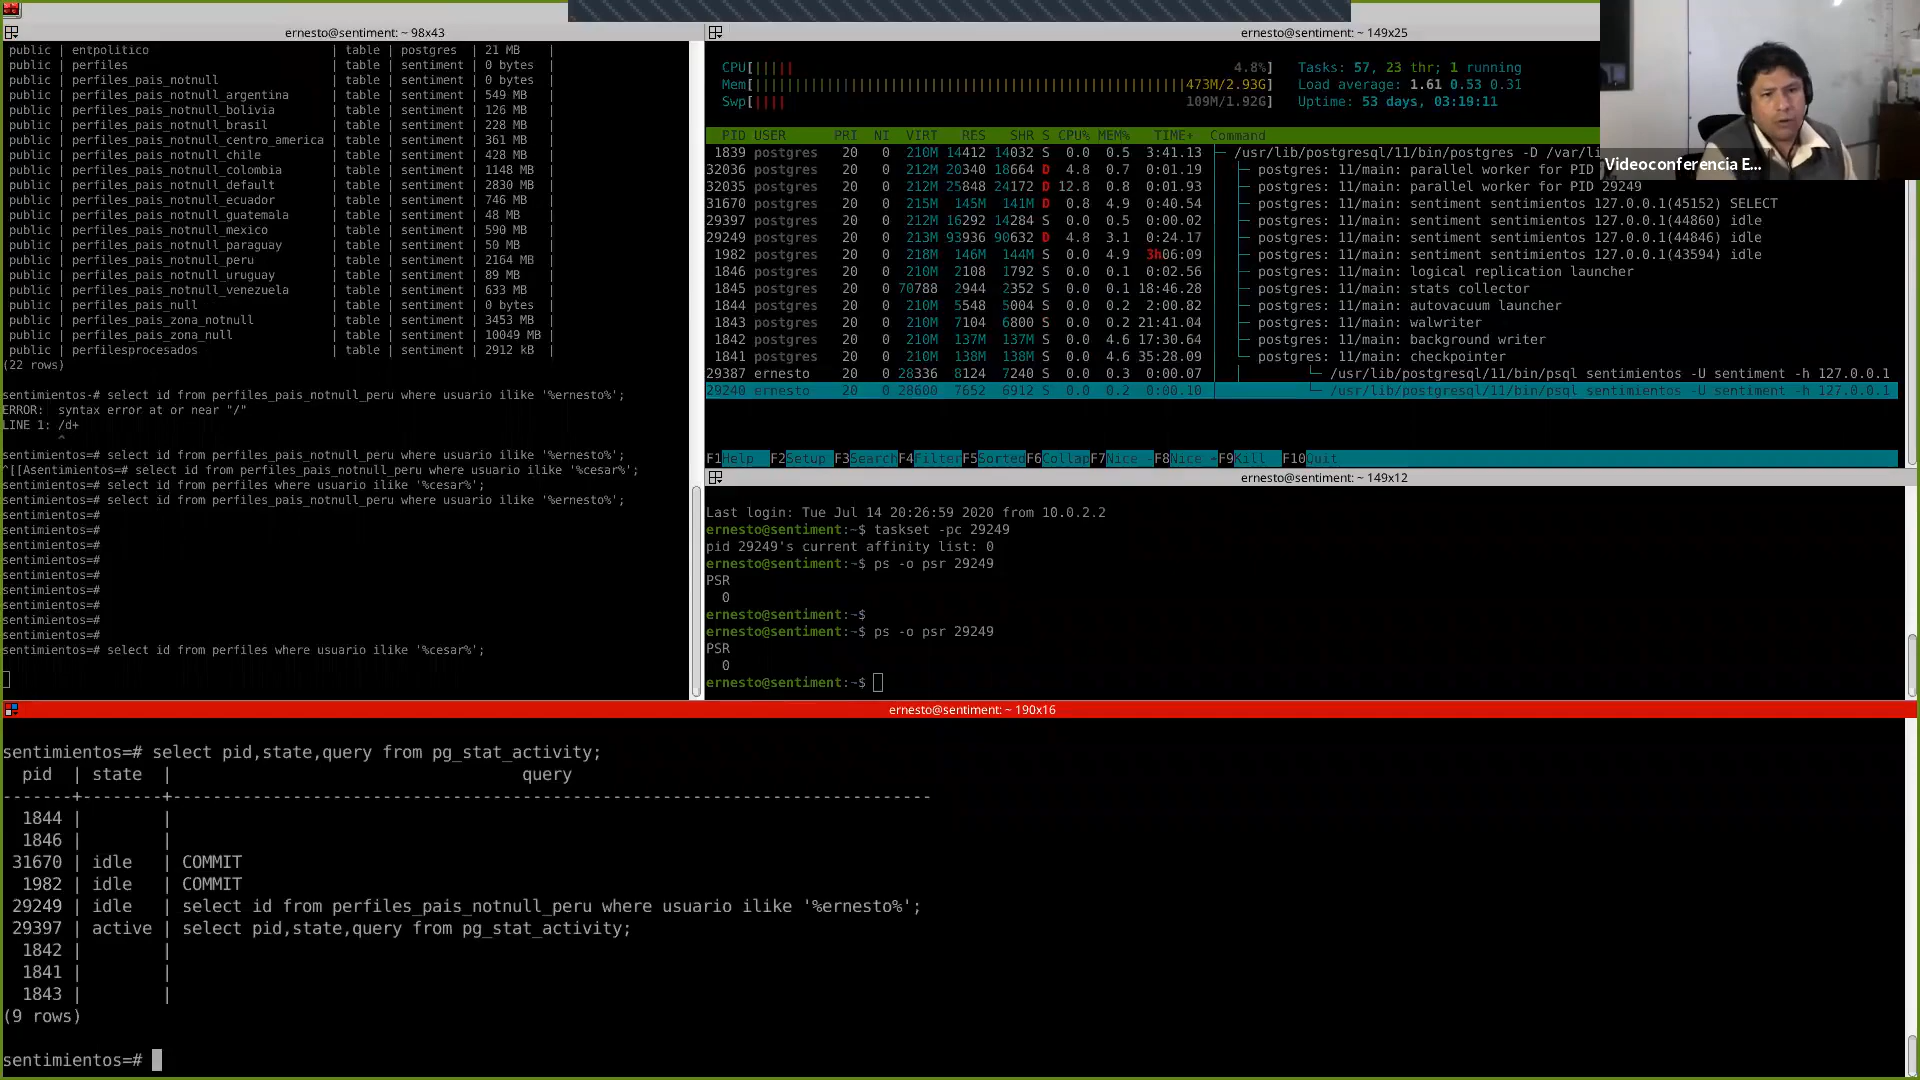 ernesto@sentiment: ~ 98x43
public | entpolitico | table | postgres | 21 MB |
public | perfiles | table | sentiment | 0 bytes |
public | perfiles_pais_notnull | table | sentiment | 0 bytes |
public | perfiles_pais_notnull_argentina | table | sentiment | 549 MB |
public | perfiles_pais_notnull_bolivia | table | sentiment | 126 MB |
public | perfiles_pais_notnull_brasil | table | sentiment | 228 MB |
public | perfiles_pais_notnull_centro_america | table | sentiment | 361 MB |
public | perfiles_pais_notnull_chile | table | sentiment | 428 MB |
public | perfiles_pais_notnull_colombia | table | sentiment | 1148 MB |
public | perfiles_pais_notnull_default | table | sentiment | 2830 MB |
public | perfiles_pais_notnull_ecuador | table | sentiment | 746 MB |
public | perfiles_pais_notnull_guatemala | table | sentiment | 48 MB |
public | perfiles_pais_notnull_mexico | table | sentiment | 590 MB |
public | perfiles_pais_notnull_paraguay | table | sentiment | 50 MB |
public | perfiles_pais_notnull_peru | table | sentiment | 2164 MB |
public | perfiles_pais_notnull_uruguay | table | sentiment | 89 MB |
public | perfiles_pais_notnull_venezuela | table | sentiment | 633 MB |
public | perfiles_pais_null | table | sentiment | 0 bytes |
public | perfiles_pais_zona_notnull | table | sentiment | 3453 MB |
public | perfiles_pais_zona_null | table | sentiment | 10049 MB |
public | perfilesprocesados | table | sentiment | 2912 kB |
(22 rows)
sentimientos-# select id from perfiles_pais_notnull_peru where usuario ilike '%ernesto%';
ERROR: syntax error at or near "/"
LINE 1: /d+
^
sentimientos=# select id from perfiles_pais_notnull_peru where usuario ilike '%ernesto%';
^[[Asentimientos=# select id from perfiles_pais_notnull_peru where usuario ilike '%cesar%';
sentimientos=# select id from perfiles where usuario ilike '%cesar%';
sentimientos=# select id from perfiles_pais_notnull_peru where usuario ilike '%ernesto%';
sentimientos=#
sentimientos=#
sentimientos=#
sentimientos=#
sentimientos=#
sentimientos=#
sentimientos=#
sentimientos=#
sentimientos=#
sentimientos=# select id from perfiles where usuario ilike '%cesar%';
ernesto@sentiment: ~ 149x25
CPU[||||| 4.8%] Tasks: 57, 23 thr; 1 running
Mem[ 473M/2.93G] Load average: 1.61 0.53 0.31
Swp[|||| 109M/1.92G] Uptime: 53 days, 03:19:11
PID USER PRI NI VIRT RES SHR S CPU% MEM% TIME+ Command
1839 postgres 20 0 210M 14412 14032 S 0.0 0.5 3:41.13 /usr/lib/postgresql/11/bin/postgres -D /var/li
32036 postgres 20 0 212M 20340 18664 D 4.8 0.7 0:01.19 postgres: 11/main: parallel worker for PID
32035 postgres 20 0 212M 25848 24172 D 12.8 0.8 0:01.93 postgres: 11/main: parallel worker for PID 29249
31670 postgres 20 0 215M 145M 141M D 0.8 4.9 0:40.54 postgres: 11/main: sentiment sentimientos 127.0.0.1(45152) SELECT
29397 postgres 20 0 212M 16292 14284 S 0.0 0.5 0:00.02 postgres: 11/main: sentiment sentimientos 127.0.0.1(44860) idle
29249 postgres 20 0 213M 93936 90632 D 4.8 3.1 0:24.17 postgres: 11/main: sentiment sentimientos 127.0.0.1(44846) idle
1982 postgres 20 0 218M 146M 144M S 0.0 4.9 3h06:09 postgres: 11/main: sentiment sentimientos 127.0.0.1(43594) idle
1846 postgres 20 0 210M 2108 1792 S 0.0 0.1 0:02.56 postgres: 11/main: logical replication launcher
1845 postgres 20 0 70788 2944 2352 S 0.0 0.1 18:46.28 postgres: 11/main: stats collector
1844 postgres 20 0 210M 5548 5004 S 0.0 0.2 2:00.82 postgres: 11/main: autovacuum launcher
1843 postgres 20 0 210M 7104 6800 S 0.0 0.2 21:41.04 postgres: 11/main: walwriter
1842 postgres 20 0 210M 137M 137M S 0.0 4.6 17:30.64 postgres: 11/main: background writer
1841 postgres 20 0 210M 138M 138M S 0.0 4.6 35:28.09 postgres: 11/main: checkpointer
29387 ernesto 20 0 28336 8124 7240 S 0.0 0.3 0:00.07 /usr/lib/postgresql/11/bin/psql sentimientos -U sentiment -h 127.0.0.1
29240 ernesto 20 0 28600 7652 6912 S 0.0 0.2 0:00.10 /usr/lib/postgresql/11/bin/psql sentimientos -U sentiment -h 127.0.0.1
F1Help F2Setup F3SearchF4FilterF5SortedF6CollapF7Nice -F8Nice +F9Kill F10Quit
Videoconferencia E...
ernesto@sentiment: ~ 149x12
Last login: Tue Jul 14 20:26:59 2020 from 10.0.2.2
ernesto@sentiment:~$ taskset -pc 29249
pid 29249's current affinity list: 0
ernesto@sentiment:~$ ps -o psr 29249
PSR
0
ernesto@sentiment:~$
ernesto@sentiment:~$ ps -o psr 29249
PSR
0
ernesto@sentiment:~$
ernesto@sentiment: ~ 190x16
sentimientos=# select pid,state,query from pg_stat_activity;
pid | state | query
-------+--------+----------------------------------------------------------------------------
1844 | |
1846 | |
31670 | idle | COMMIT
1982 | idle | COMMIT
29249 | idle | select id from perfiles_pais_notnull_peru where usuario ilike '%ernesto%';
29397 | active | select pid,state,query from pg_stat_activity;
1842 | |
1841 | |
1843 | |
(9 rows)
sentimientos=#